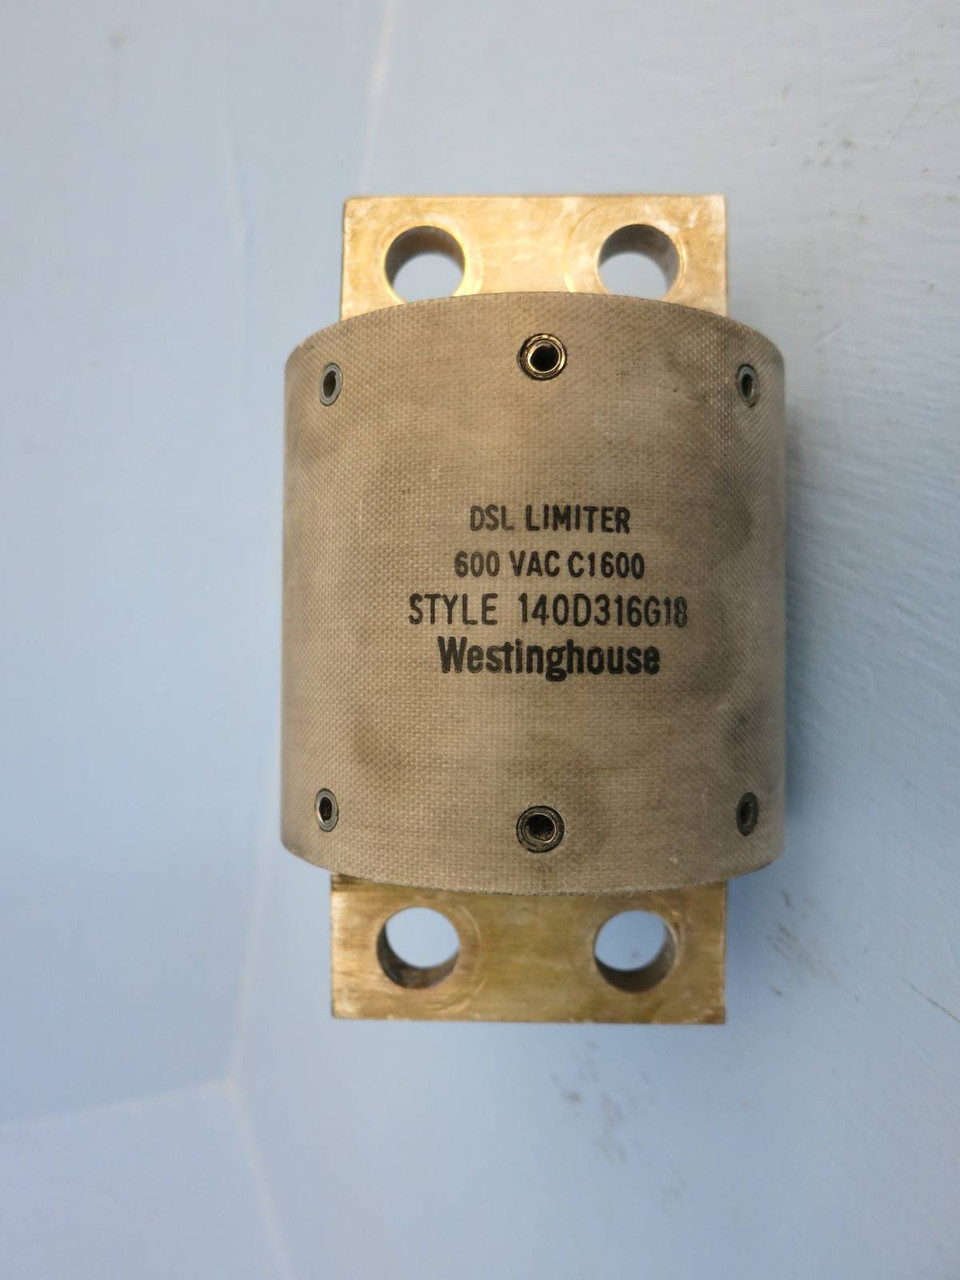 DSL LIMITER
600 VAC C1600
STYLE 140D316G18
Westinghouse